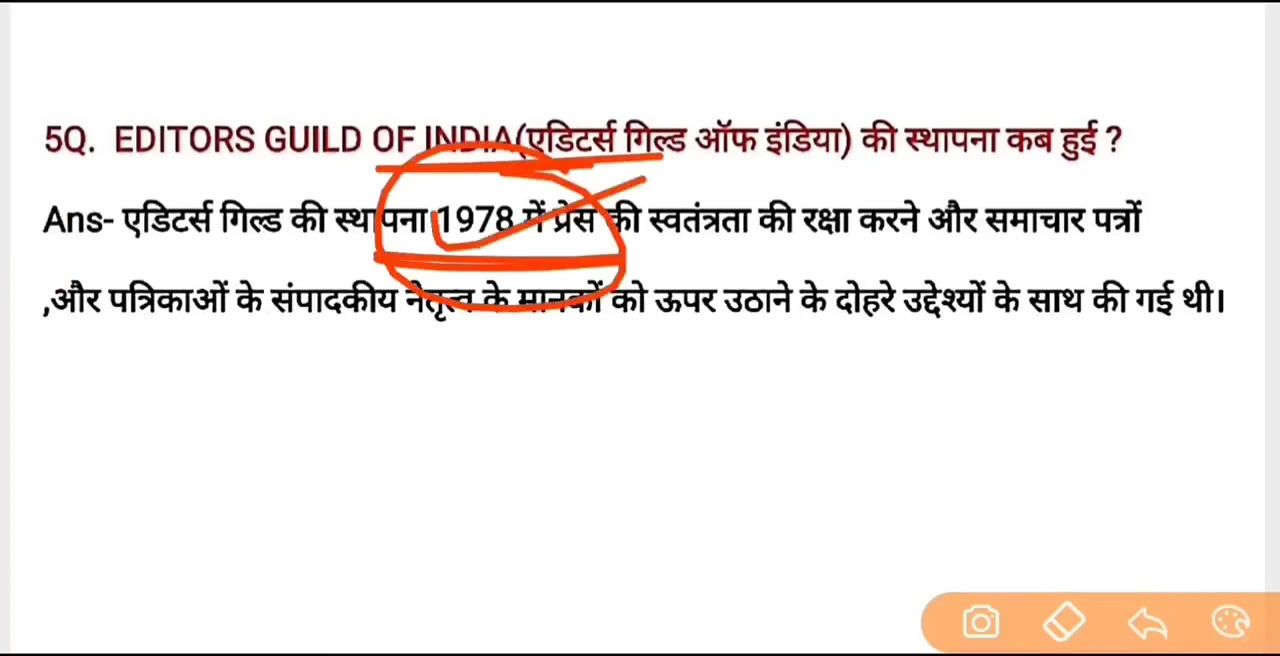 5Q. EDITORS GUILD OF INDIA(एडिटर्स गिल्ड ऑफ इंडिया) की स्थापना कब हुई ?
Ans- एडिटर्स गिल्ड की स्थापना 1978 में प्रेस की स्वतंत्रता की रक्षा करने और समाचार पत्रों
,और पत्रिकाओं के संपादकीय नेतृत्व के मानकों को ऊपर उठाने के दोहरे उद्देश्यों के साथ की गई थी।